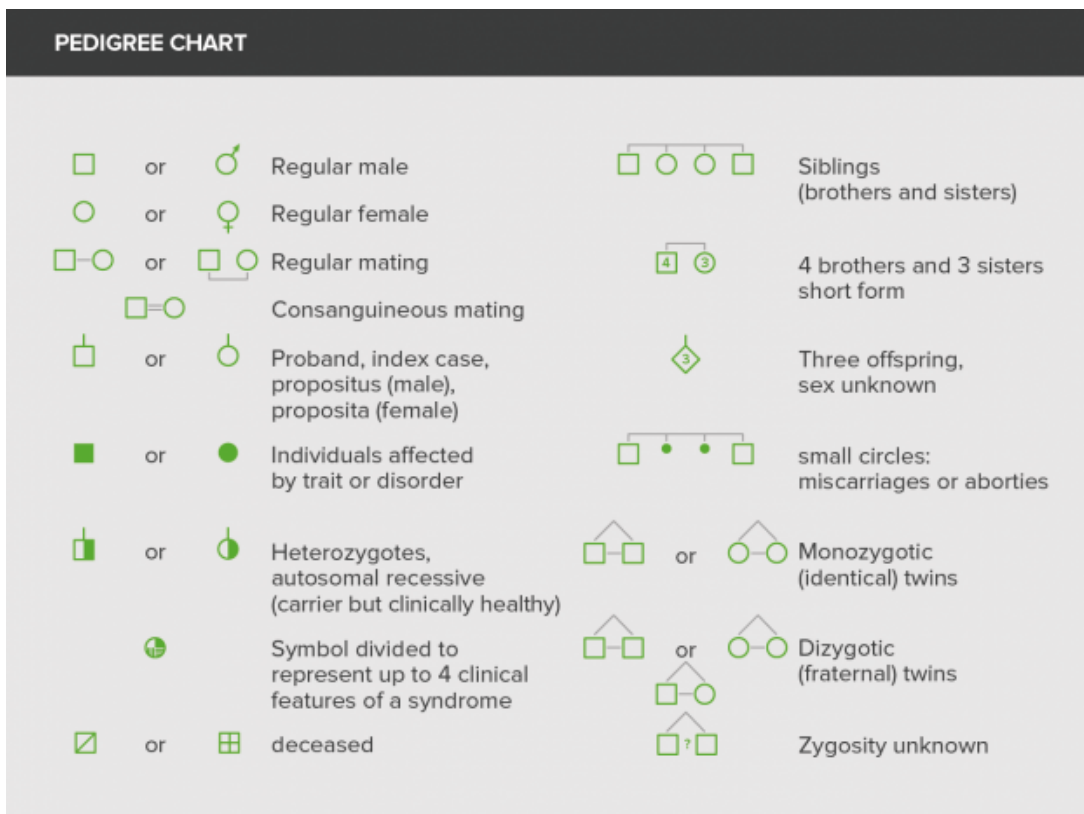 PEDIGREE CHART
or
Regular male
or
Regular female
or
Regular mating
Consanguineous mating
or
Proband, index case,
propositus (male),
proposita (female)
or
Individuals affected
by trait or disorder
or
Heterozygotes,
autosomal recessive
(carrier but clinically healthy)
Symbol divided to
represent up to 4 clinical
features of a syndrome
or
deceased
Siblings
(brothers and sisters)
4 3
4 brothers and 3 sisters
short form
3
Three offspring,
sex unknown
small circles:
miscarriages or aborties
or
Monozygotic
(identical) twins
or
Dizygotic
(fraternal) twins
?
Zygosity unknown